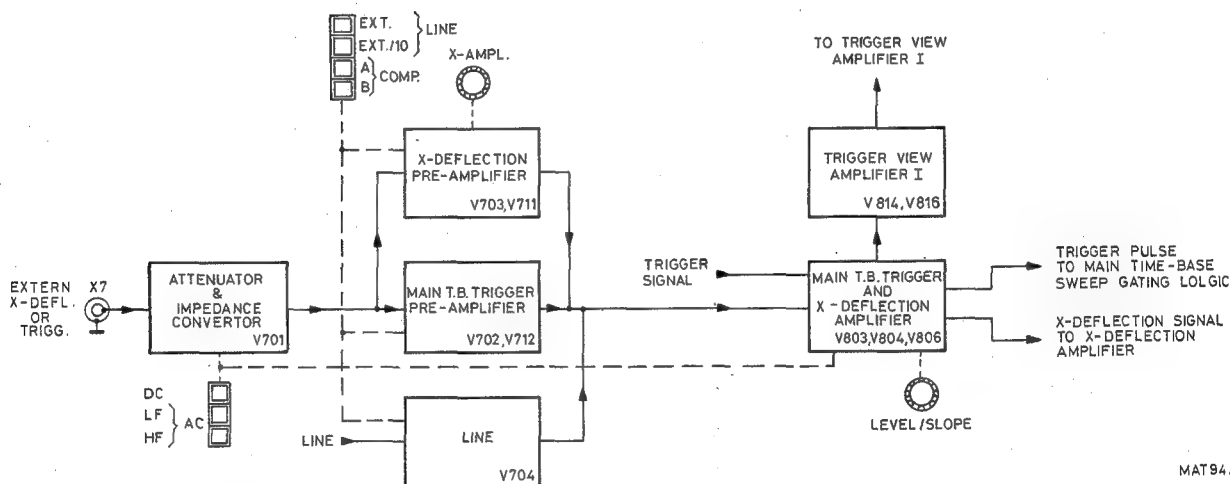 EXT.
EXT./10
LINE
A
B
COMP.
X-AMPL.
TO TRIGGER VIEW
AMPLIFIER I
X-DEFLECTION
PRE-AMPLIFIER
V703,V711
TRIGGER VIEW
AMPLIFIER I
V814,V816
EXTERN
X-DEFL.
OR
TRIGG.
X7
ATTENUATOR
&
IMPEDANCE
CONVERTOR
V701
MAIN T.B. TRIGGER
PRE-AMPLIFIER
V702,V712
TRIGGER
SIGNAL
MAIN T.B. TRIGGER
AND
X-DEFLECTION
AMPLIFIER
V803,V804,V806
TRIGGER PULSE
TO MAIN TIME-BASE
SWEEP GATING LOLGIC
X-DEFLECTION SIGNAL
TO X-DEFLECTION
AMPLIFIER
DC
LF
HF
AC
LINE
LINE
V704
LEVEL/SLOPE
MAT94